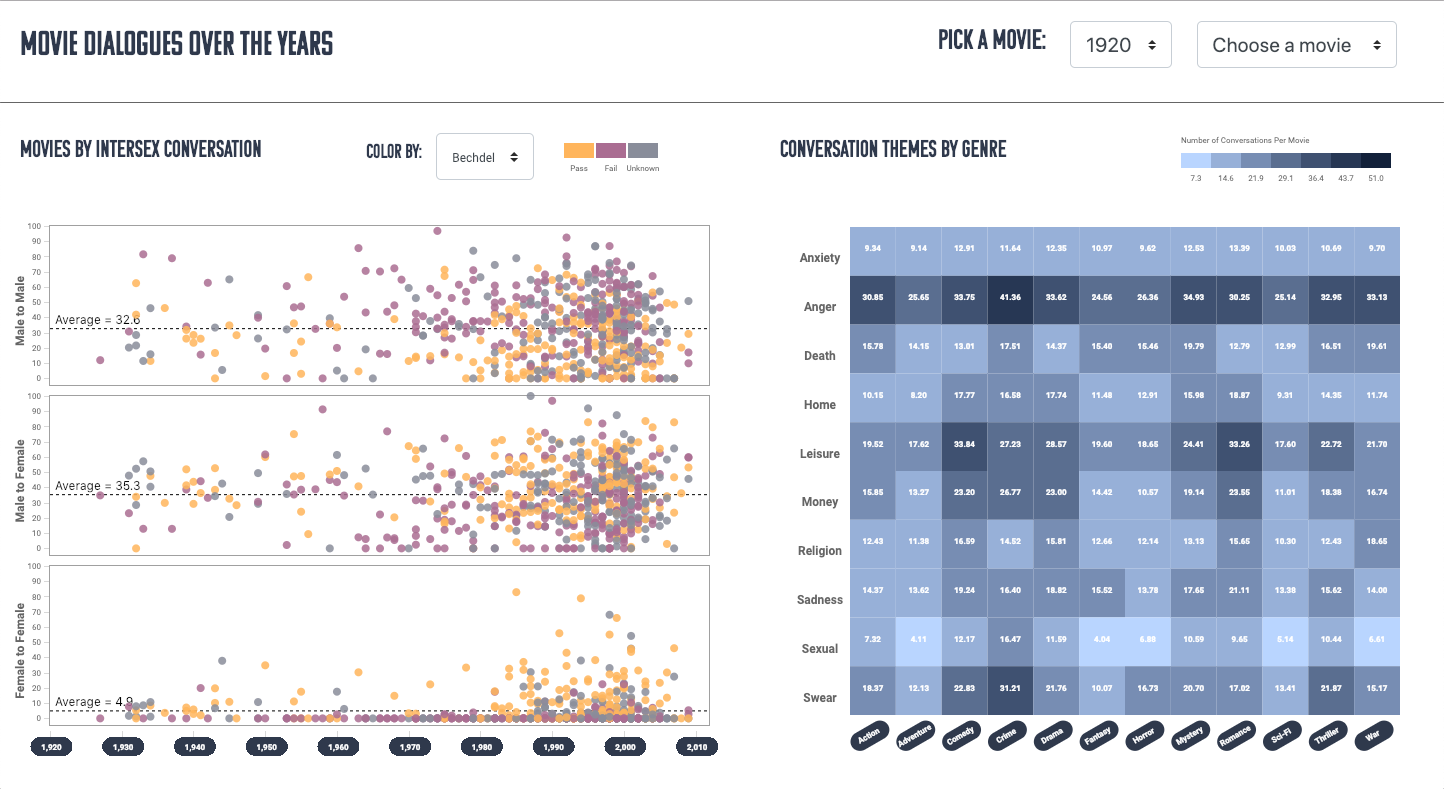 MOVIE DIALOGUES OVER THE YEARS
PICK A MOVIE:
1920
Choose a movie
MOVIES BY INTERSEX CONVERSATION
COLOR BY:
Bechdel
Pass Fail Unknown
CONVERSATION THEMES BY GENRE
Number of Conversations Per Movie
7.3 14.6 21.9 29.1 36.4 43.7 51.0
Male to Male
100
90
80
70
60
50
40
30
20
10
0
Average = 32.6
Male to Female
100
90
80
70
60
50
40
30
20
10
0
Average = 35.3
Female to Female
100
90
80
70
60
50
40
30
20
10
0
Average = 4.9
1,920 1,930 1,940 1,950 1,960 1,970 1,980 1,990 2,000 2,010
Anxiety 9.34 9.14 12.91 11.64 12.35 10.97 9.62 12.53 13.39 10.03 10.69 9.70
Anger 30.85 25.65 33.75 41.36 33.62 24.56 26.36 34.93 30.25 25.14 32.95 33.13
Death 15.78 14.15 13.01 17.51 14.37 15.40 15.46 19.79 12.79 12.99 16.51 19.61
Home 10.15 8.20 17.77 16.58 17.74 11.48 12.91 15.98 18.87 9.31 14.35 11.74
Leisure 19.52 17.62 33.84 27.23 28.57 19.60 18.65 24.41 33.26 17.60 22.72 21.70
Money 15.85 13.27 23.20 26.77 23.00 14.42 10.57 19.14 23.55 11.01 18.38 16.74
Religion 12.43 11.38 16.59 14.52 15.81 12.66 12.14 13.13 15.65 10.30 12.43 18.65
Sadness 14.37 13.62 19.24 16.40 18.82 15.52 13.78 17.65 21.11 13.38 15.62 14.00
Sexual 7.32 4.11 12.17 16.47 11.59 4.04 6.88 10.59 9.65 5.14 10.44 6.61
Swear 18.37 12.13 22.83 31.21 21.76 10.07 16.73 20.70 17.02 13.41 21.87 15.17
Action Adventure Comedy Crime Drama Fantasy Horror Mystery Romance Sci-Fi Thriller War